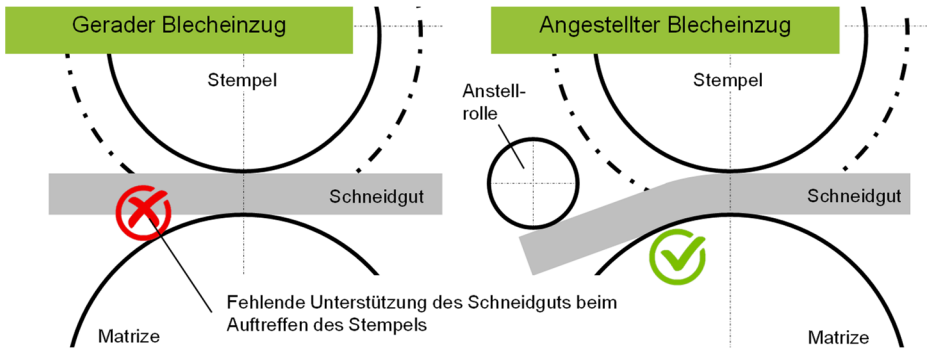 Gerader Blecheinzug
Stempel
Schneidgut
Fehlende Unterstützung des Schneidguts beim
Auftreffen des Stempels
Matrize
Angestellter Blecheinzug
Stempel
Anstell-
rolle
Schneidgut
Matrize